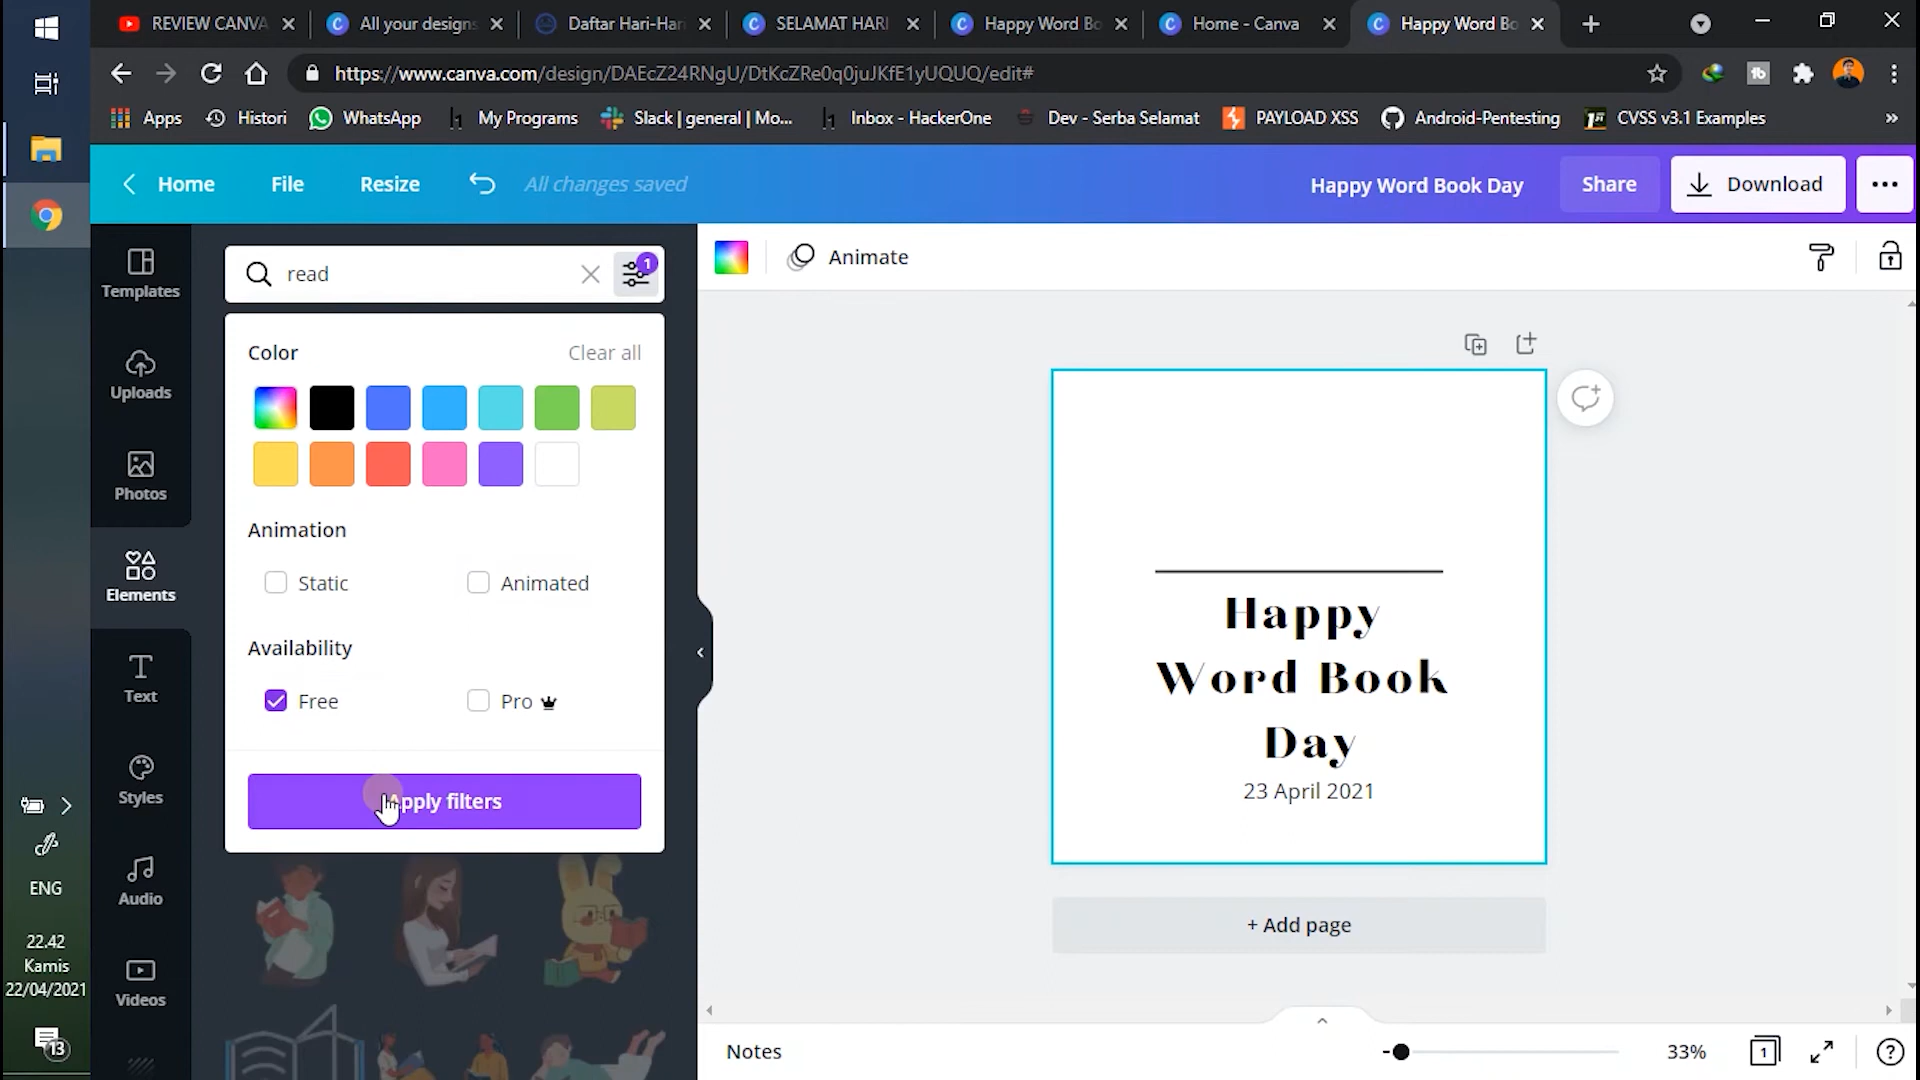 REVIEW CANVA
All your designs
Daftar Hari-Har
SELAMAT HARI
Happy Word Bo
Home - Canva
Happy Word Bo
https://www.canva.com/design/DAEcZ24RNgU/DtKcZRe0q0juJKfE1yUQUQ/edit#
Apps
Histori
WhatsApp
My Programs
Slack | general | Mo...
Inbox - HackerOne
Dev - Serba Selamat
PAYLOAD XSS
Android-Pentesting
CVSS v3.1 Examples
»
Home
File
Resize
All changes saved
Happy Word Book Day
Share
Download
Templates
Uploads
Photos
Elements
Text
Styles
Audio
Videos
read
1
Color
Clear all
Animation
Static
Animated
Availability
Free
Pro
Apply filters
Animate
Happy
Word Book
Day
23 April 2021
+ Add page
Notes
33%
1
?
ENG
22.42
Kamis
22/04/2021
13